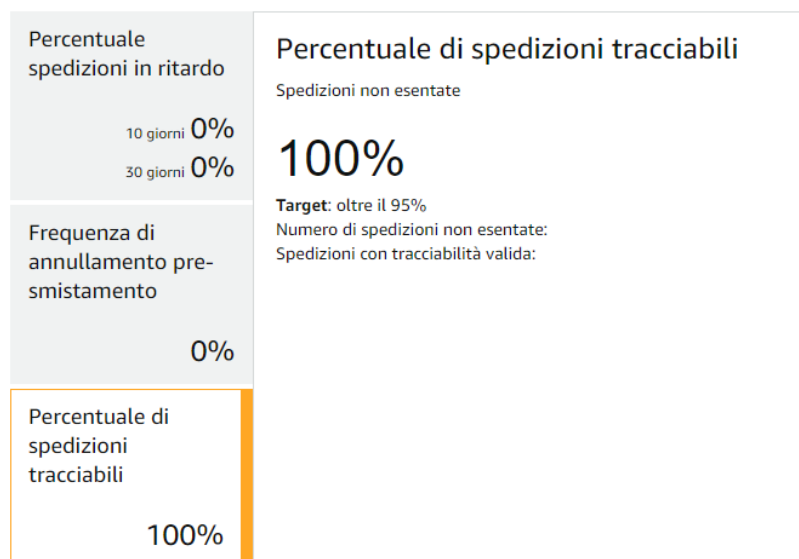 Percentuale
spedizioni in ritardo
10 giorni 0%
30 giorni 0%
Frequenza di
annullamento pre-
smistamento
0%
Percentuale di
spedizioni
tracciabili
100%
Percentuale di spedizioni tracciabili
Spedizioni non esentate
100%
Target: oltre il 95%
Numero di spedizioni non esentate:
Spedizioni con tracciabilità valida: